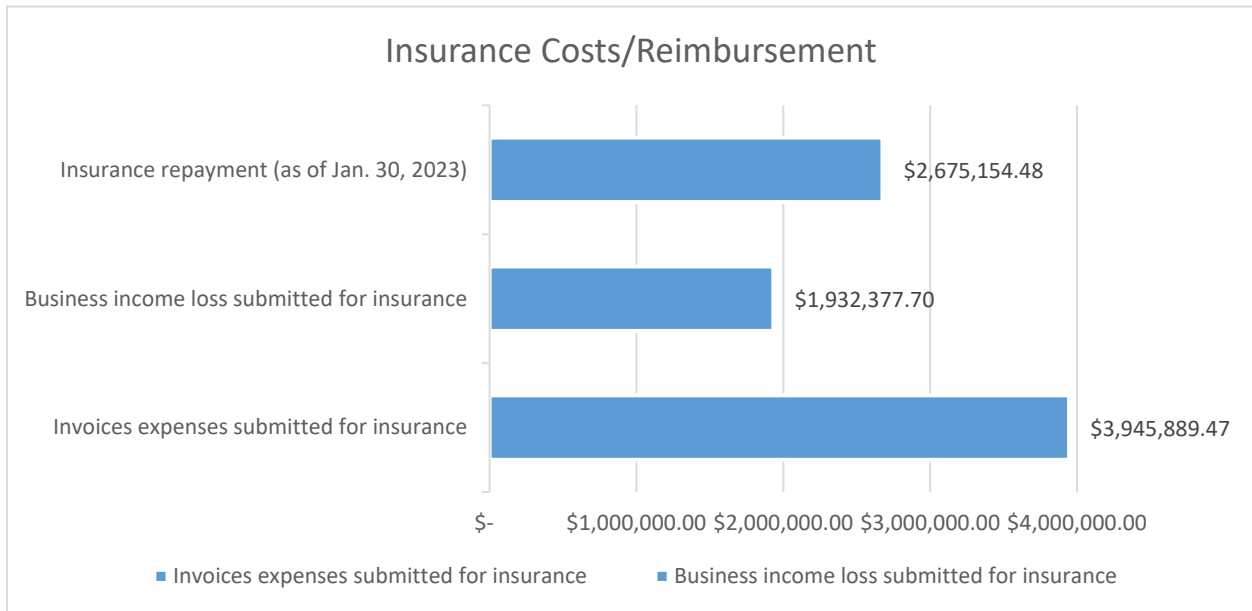 Insurance Costs/Reimbursement
Insurance repayment (as of Jan. 30, 2023)
$2,675,154.48
Business income loss submitted for insurance
$1,932,377.70
Invoices expenses submitted for insurance
$3,945,889.47
$- $1,000,000.00 $2,000,000.00 $3,000,000.00 $4,000,000.00
Invoices expenses submitted for insurance Business income loss submitted for insurance